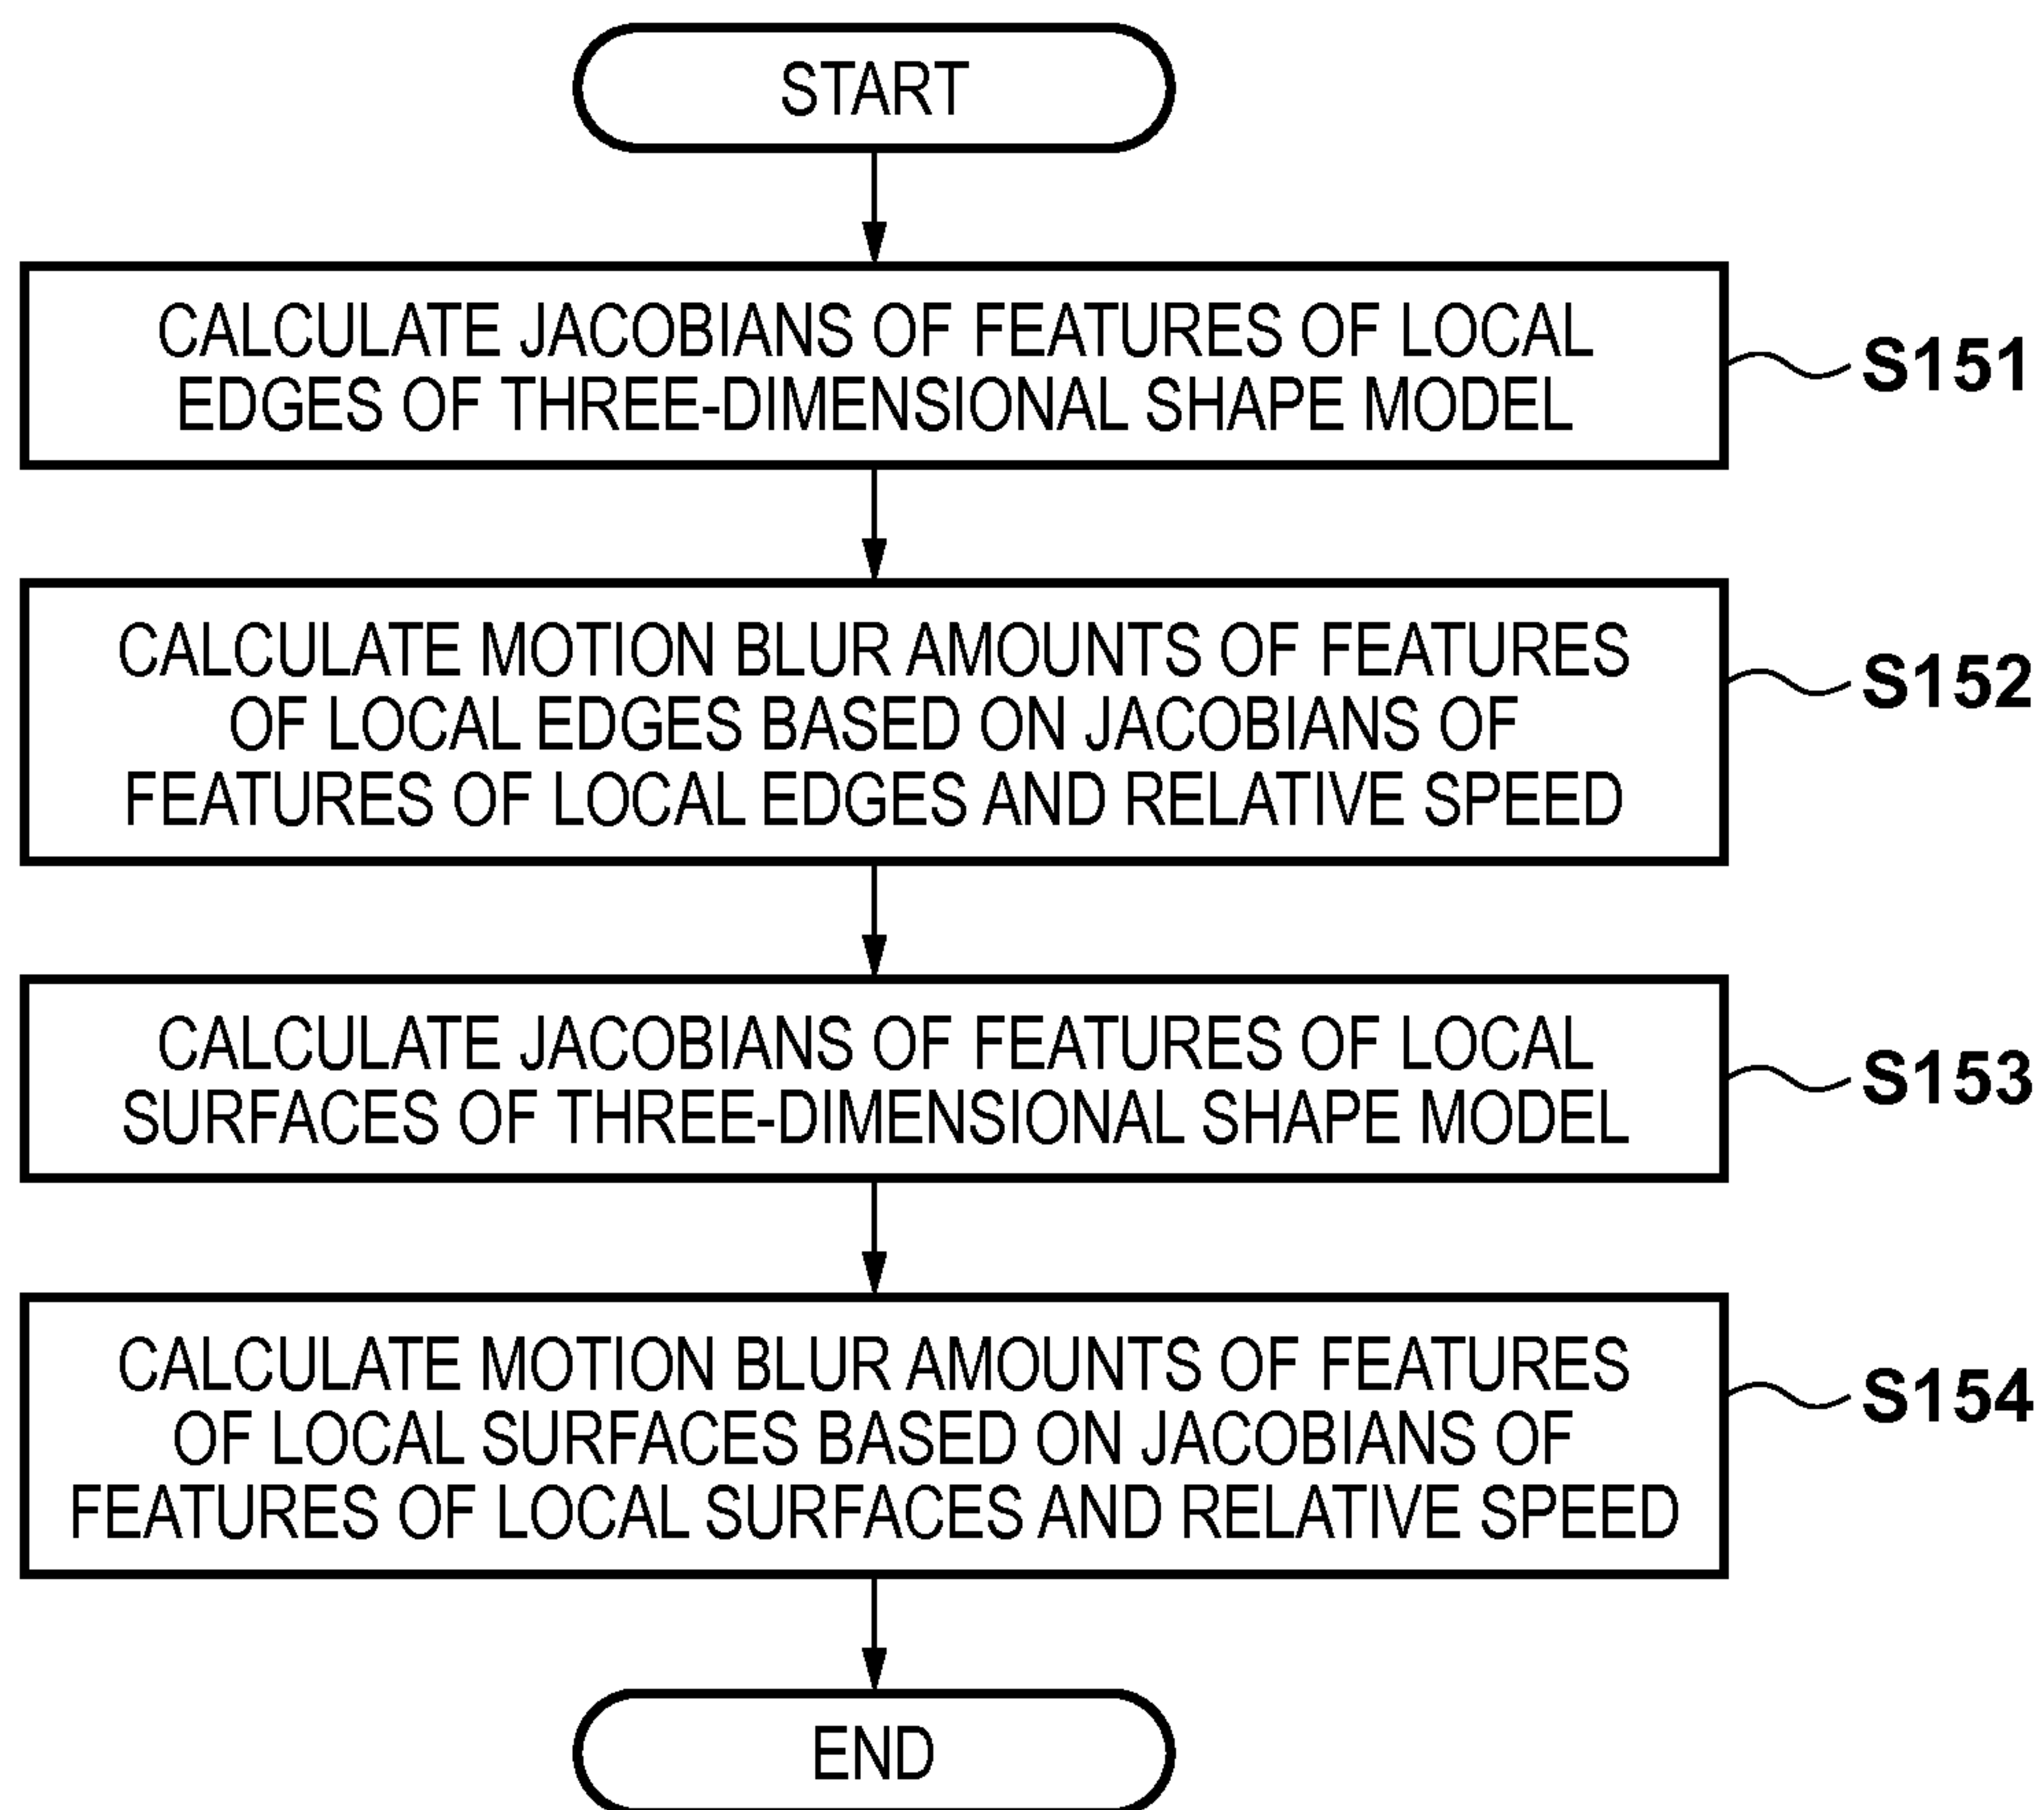 START
CALCULATE JACOBIANS OF FEATURES OF LOCAL
EDGES OF THREE-DIMENSIONAL SHAPE MODEL
S151
CALCULATE MOTION BLUR AMOUNTS OF FEATURES
OF LOCAL EDGES BASED ON JACOBIANS OF
FEATURES OF LOCAL EDGES AND RELATIVE SPEED
S152
CALCULATE JACOBIANS OF FEATURES OF LOCAL
SURFACES OF THREE-DIMENSIONAL SHAPE MODEL
S153
CALCULATE MOTION BLUR AMOUNTS OF FEATURES
OF LOCAL SURFACES BASED ON JACOBIANS OF
FEATURES OF LOCAL SURFACES AND RELATIVE SPEED
S154
END